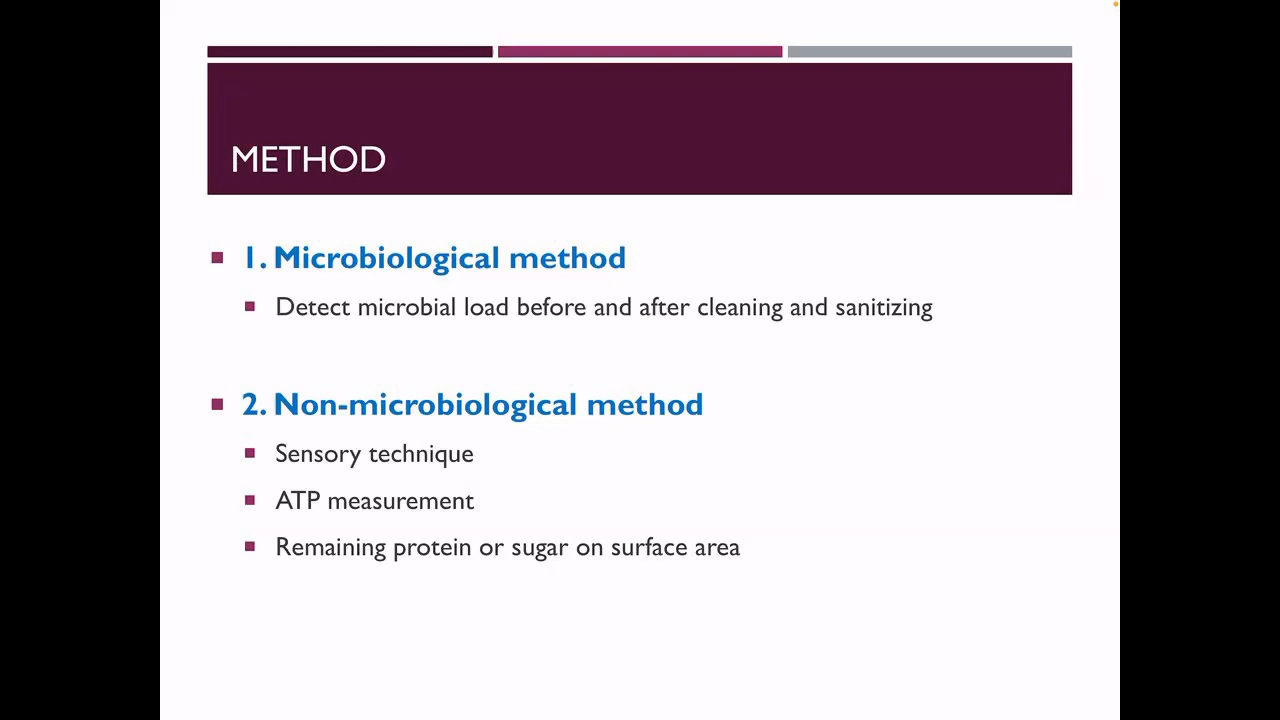 METHOD
1. Microbiological method
Detect microbial load before and after cleaning and sanitizing
2. Non-microbiological method
Sensory technique
ATP measurement
Remaining protein or sugar on surface area